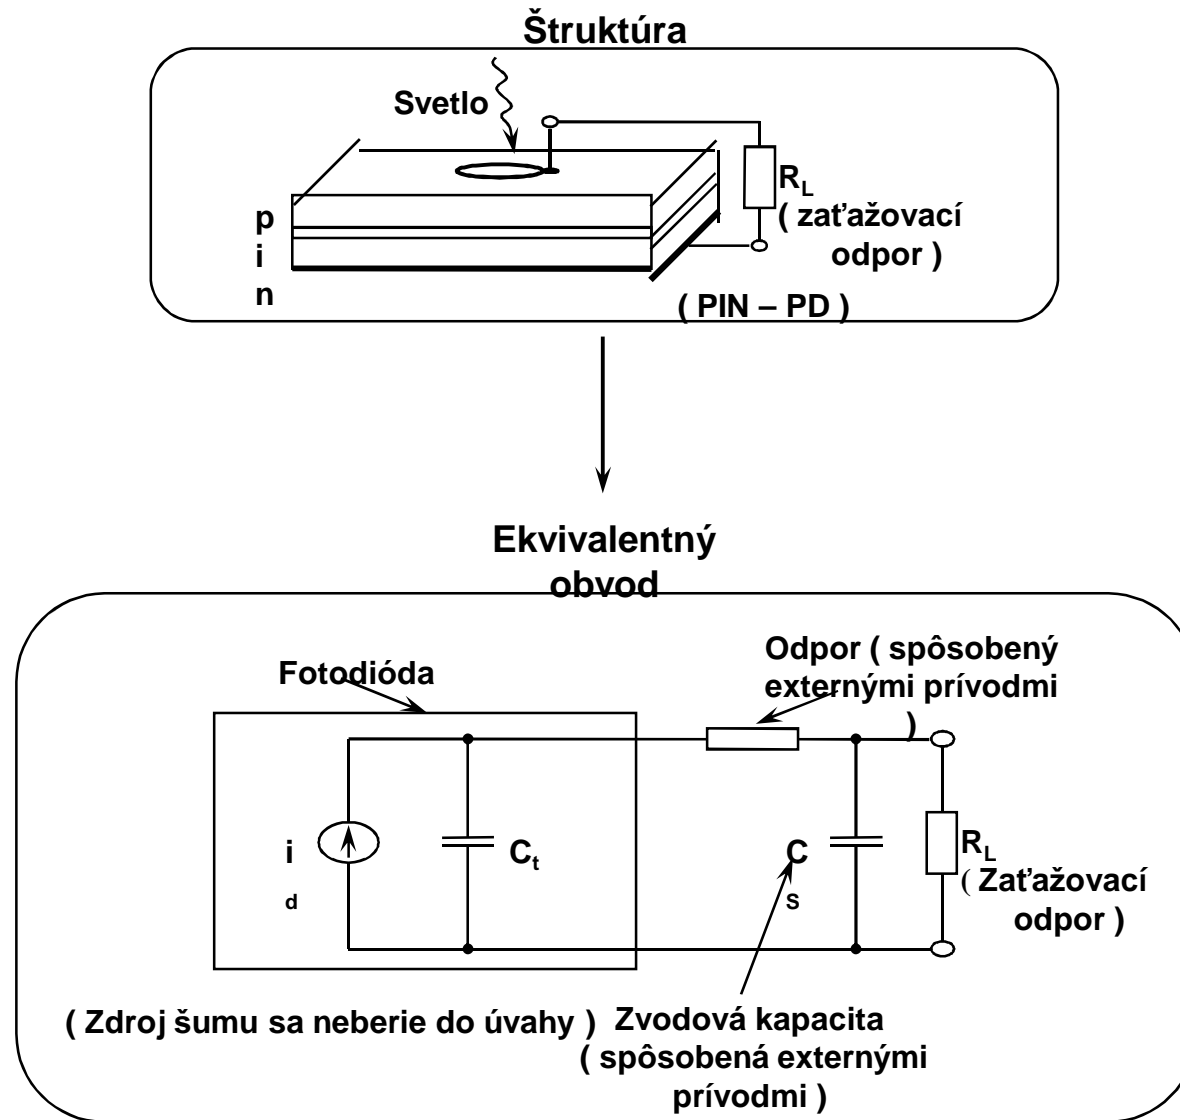 Štruktúra
Svetlo
R_L
( zaťažovací
odpor )
p
i
n
( PIN – PD )
Ekvivalentný
obvod
Odpor ( spôsobený
externými prívodmi
)
Fotodióda
i
d
C_t
C
S
R_L
( Zaťažovací
odpor )
( Zdroj šumu sa neberie do úvahy )
Zvodová kapacita
( spôsobená externými
prívodmi )